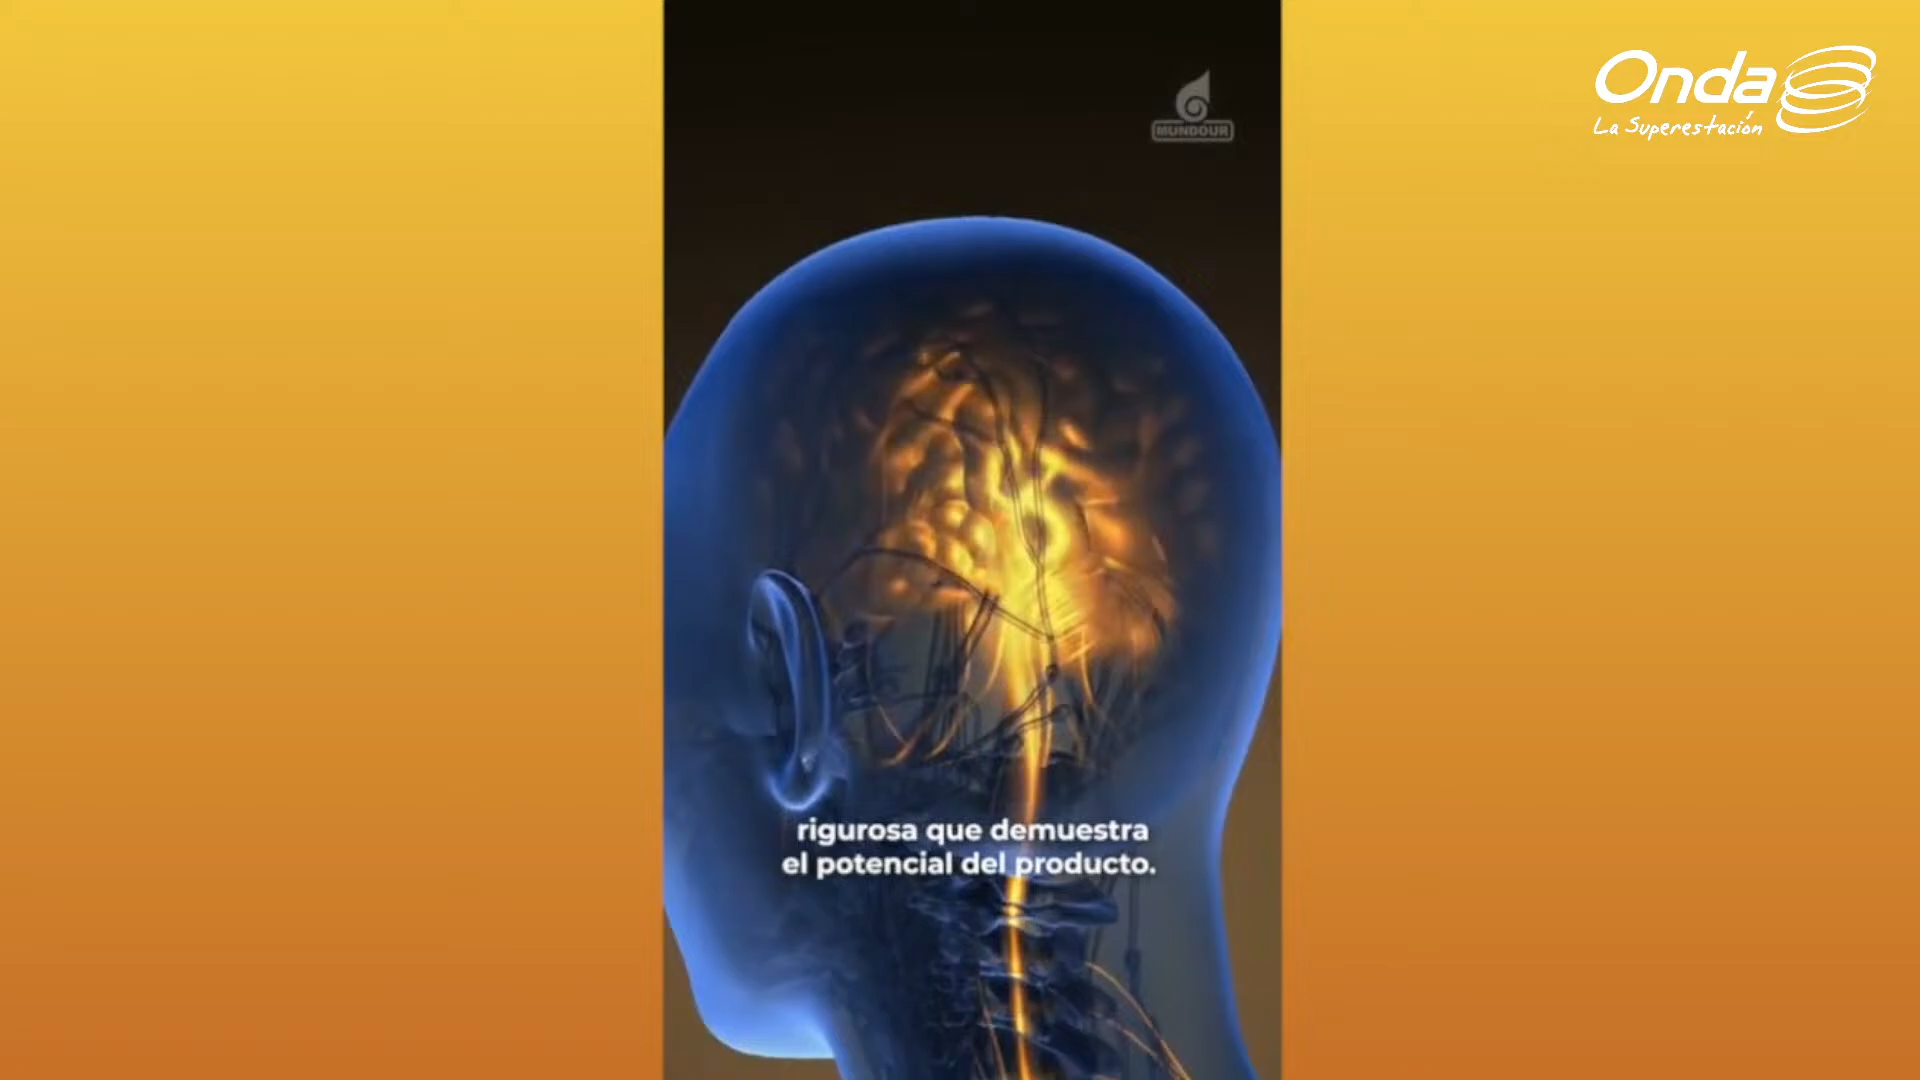 Onda
La Superestación
MUNDOUR
rigurosa que demuestra
el potencial del producto.